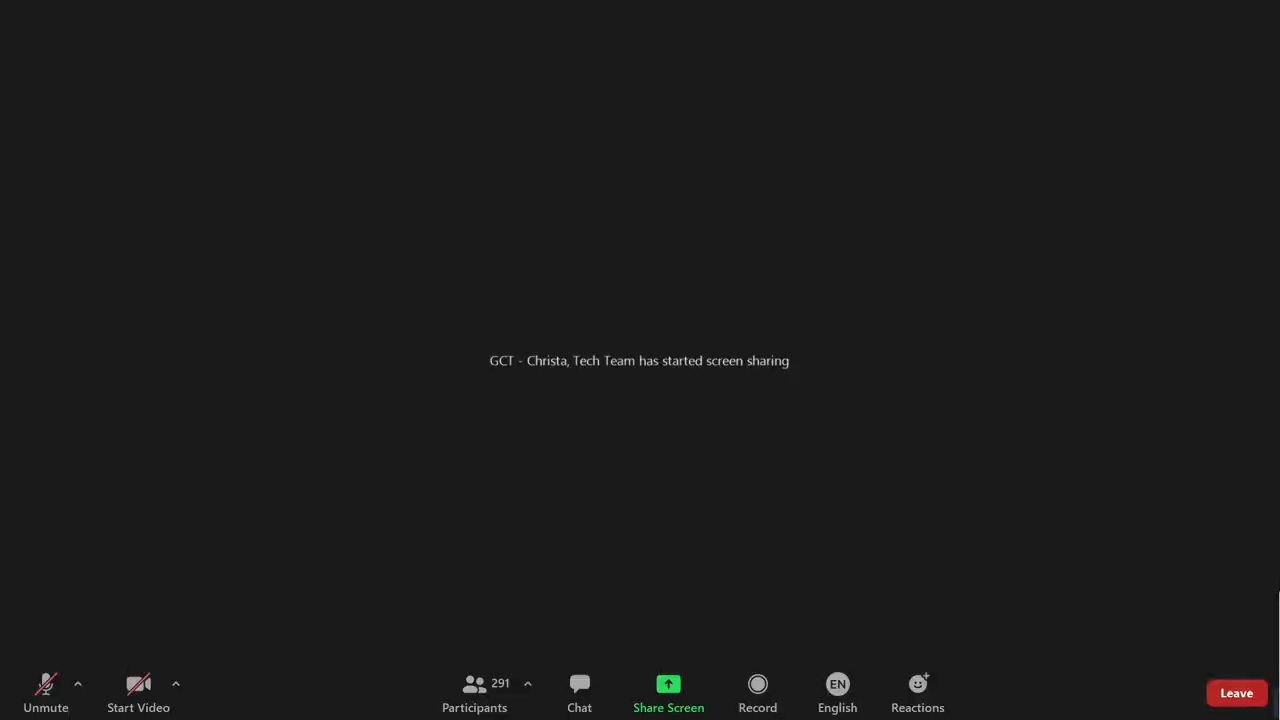 GCT - Christa, Tech Team has started screen sharing
291
Unmute
Start Video
Participants
Chat
Share Screen
Record
EN
English
Reactions
Leave